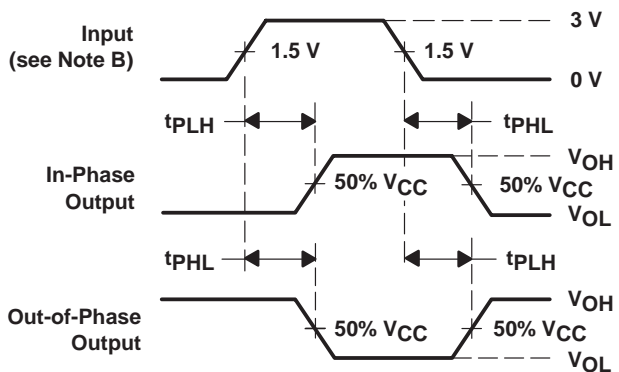 Input
(see Note B)
1.5 V
1.5 V
3 V
0 V
tPLH
tPHL
In-Phase
Output
50% VCC
50% VCC
VOH
VOL
tPHL
tPLH
Out-of-Phase
Output
50% VCC
50% VCC
VOH
VOL